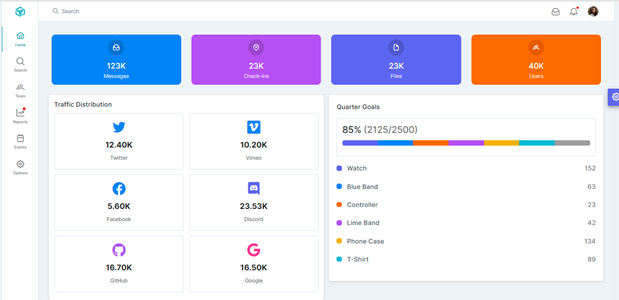 Search
Home
Search
Team
Reports
Events
Options
123K
Messages
23K
Check-Ins
23K
Files
40K
Users
Traffic Distribution
12.40K
Twitter
10.20K
Vimeo
5.60K
Facebook
23.53K
Discord
16.70K
GitHub
16.50K
Google
Quarter Goals
85% (2125/2500)
Watch 152
Blue Band 63
Controller 23
Lime Band 42
Phone Case 134
T-Shirt 89